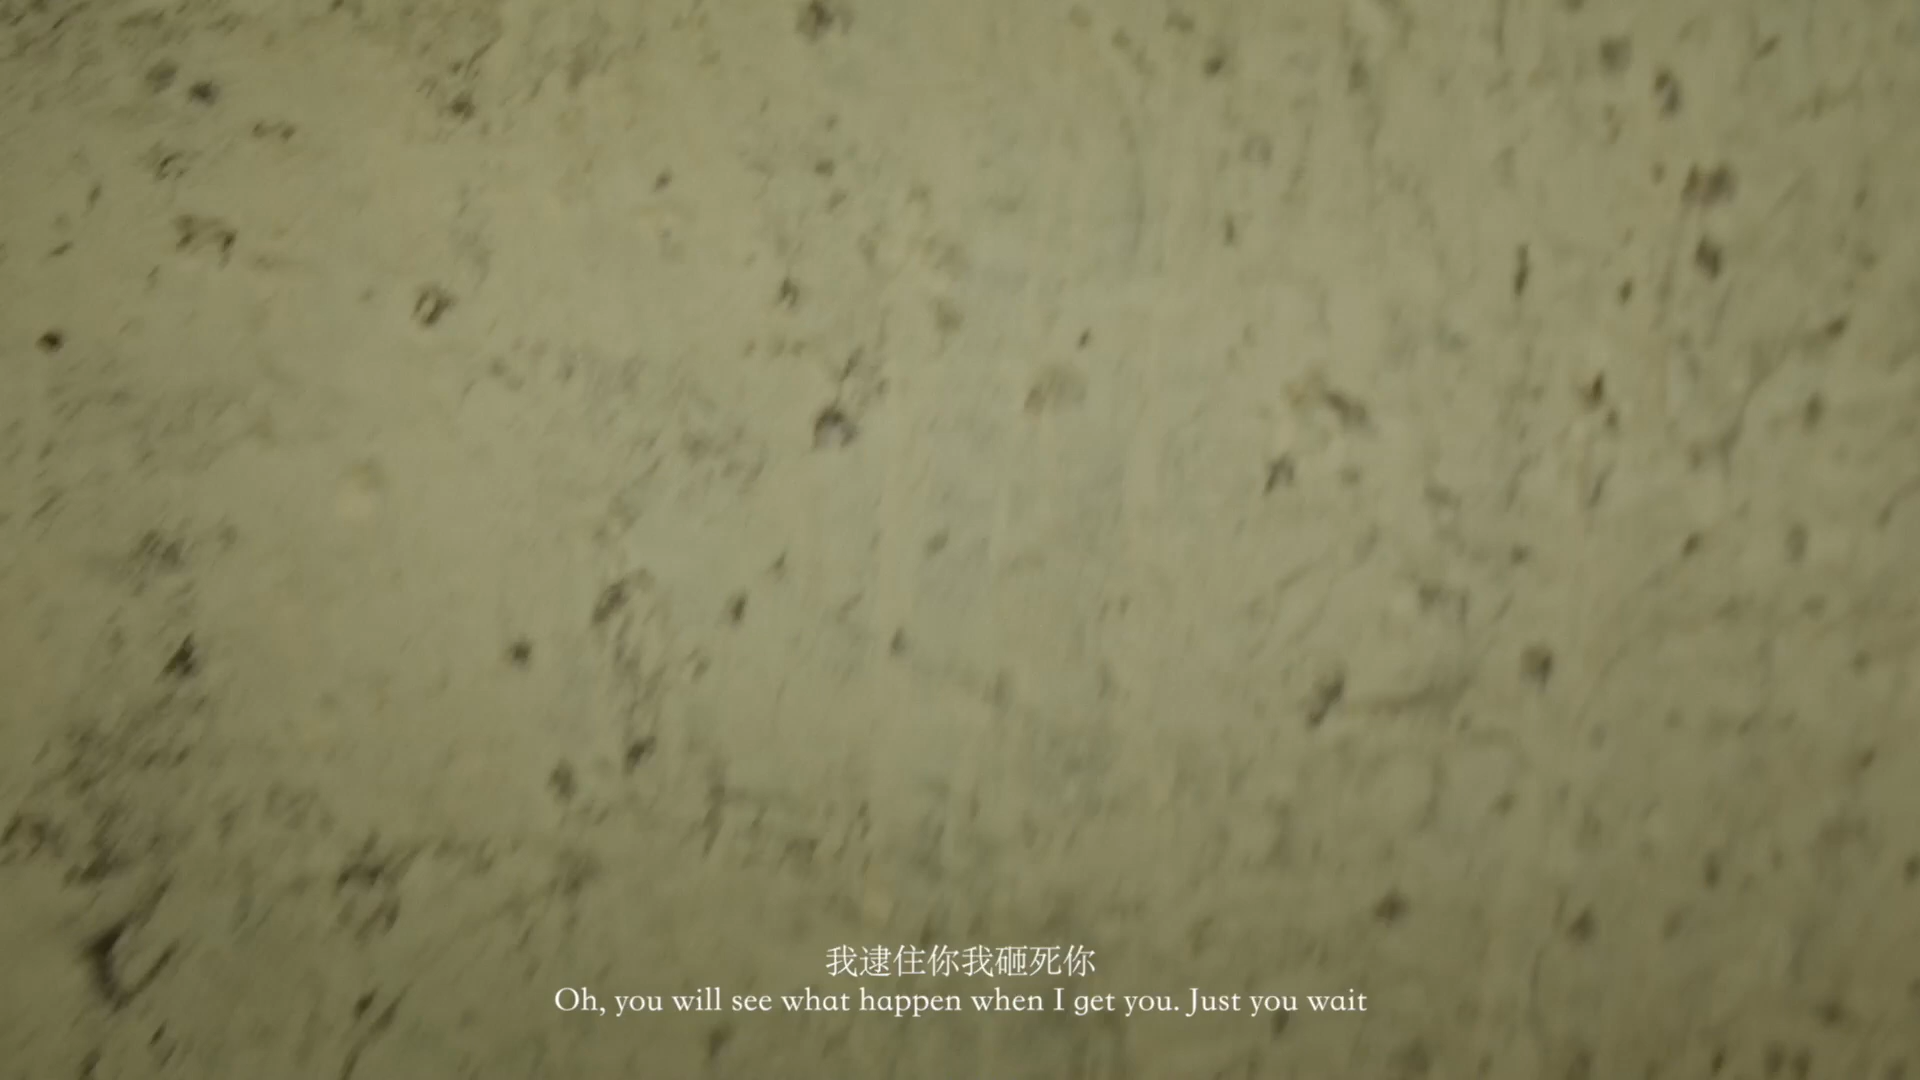 我逮住你我砸死你
Oh, you will see what happen when I get you. Just you wait